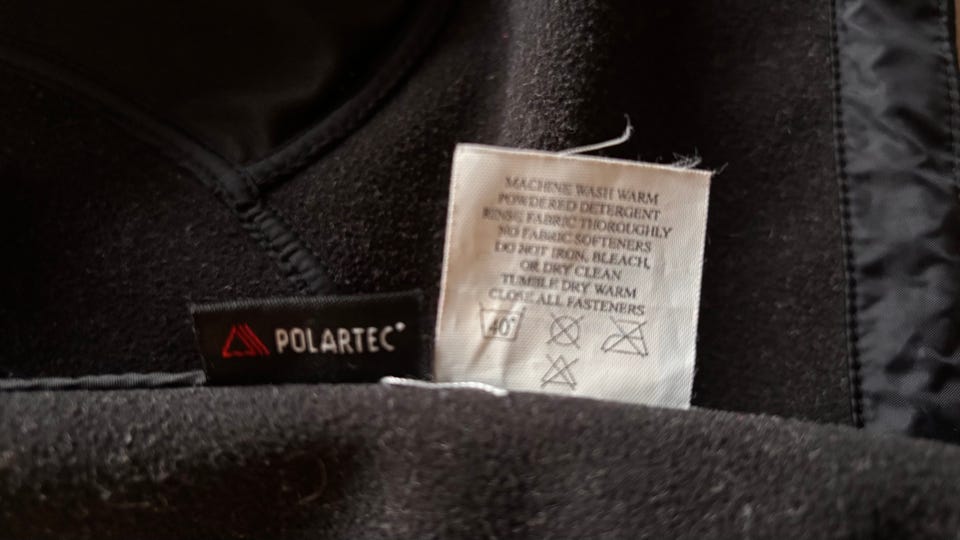 MACHINE WASH WARM
POWDERED DETERGENT
RINSE FABRIC THOROUGHLY
NO FABRIC SOFTENERS
DO NOT IRON, BLEACH,
OR DRY CLEAN
TUMBLE DRY WARM
CLOSE ALL FASTENERS
40°
POLARTEC®